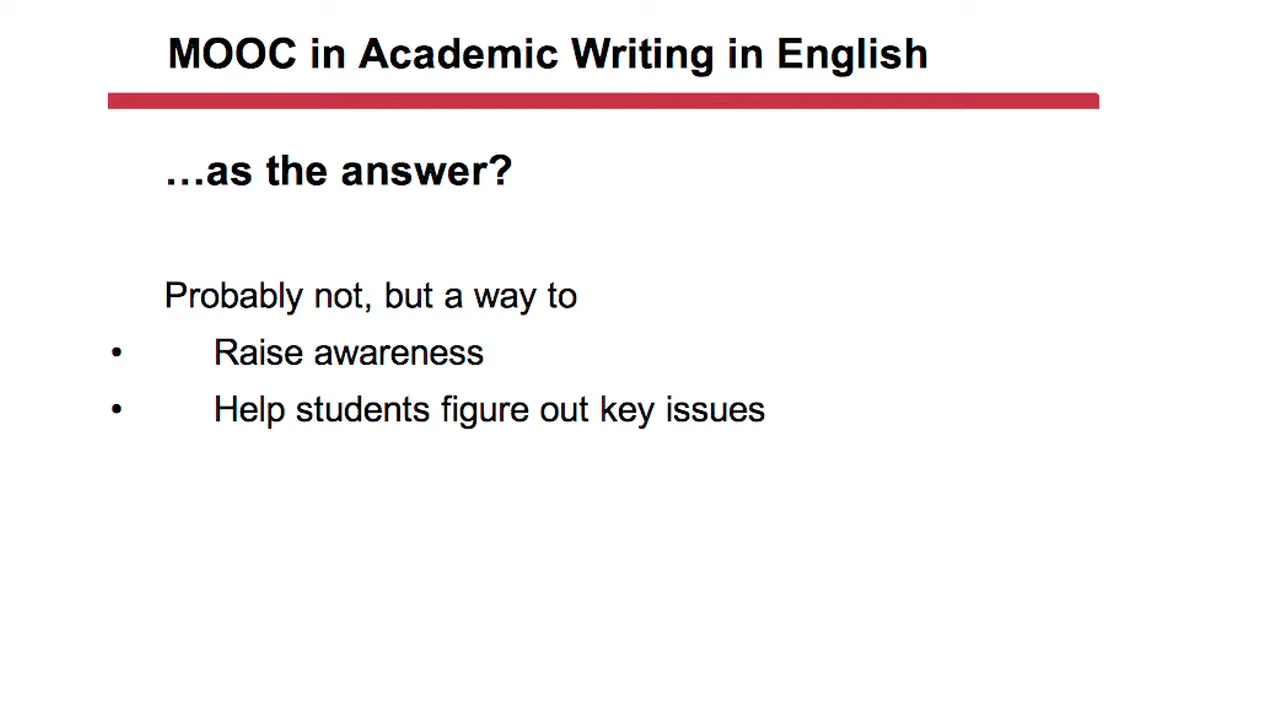 MOOC in Academic Writing in English
…as the answer?
Probably not, but a way to
• Raise awareness
• Help students figure out key issues